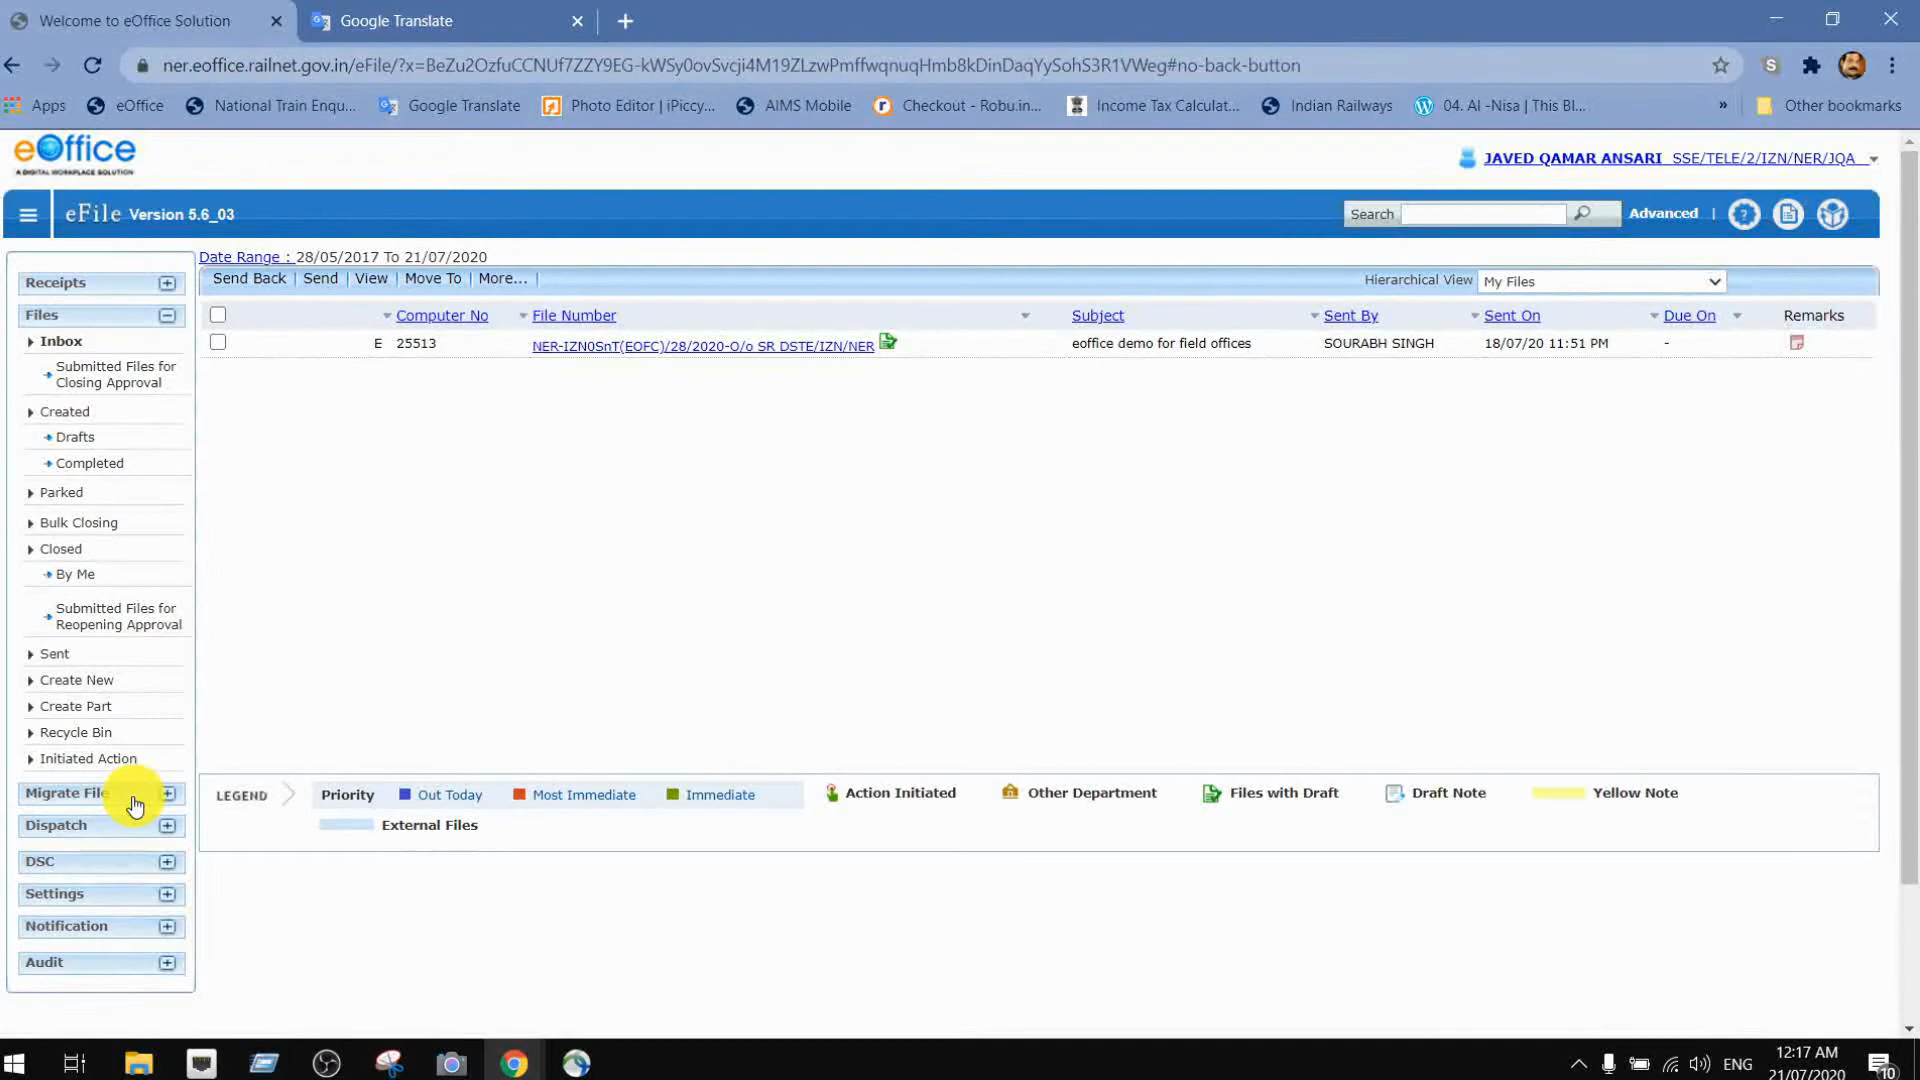 Welcome to eOffice Solution
Google Translate
ner.eoffice.railnet.gov.in/eFile/?x=BeZu2OzfuCCNUf7ZZY9EG-kWSy0ovSvcji4M19ZLzwPmffwqnuqHmb8kDinDaqYySohS3R1VWeg#no-back-button
Apps eOffice National Train Enqu... Google Translate Photo Editor | iPiccy... AIMS Mobile Checkout - Robu.in... Income Tax Calculat... Indian Railways 04. Al -Nisa | This Bl... » Other bookmarks
eOffice
A DIGITAL WORKPLACE SOLUTION
JAVED QAMAR ANSARI SSE/TELE/2/IZN/NER/JQA
eFile Version 5.6_03
Search Advanced |
Date Range : 28/05/2017 To 21/07/2020
Send Back | Send | View | Move To | More... |
Hierarchical View My Files
Computer No File Number Subject Sent By Sent On Due On Remarks
E 25513 NER-IZN0SnT(EOFC)/28/2020-O/o SR DSTE/IZN/NER eoffice demo for field offices SOURABH SINGH 18/07/20 11:51 PM -
Receipts
Files
Inbox
Submitted Files for
Closing Approval
Created
Drafts
Completed
Parked
Bulk Closing
Closed
By Me
Submitted Files for
Reopening Approval
Sent
Create New
Create Part
Recycle Bin
Initiated Action
Migrate File
Dispatch
DSC
Settings
Notification
Audit
LEGEND Priority Out Today Most Immediate Immediate Action Initiated Other Department Files with Draft Draft Note Yellow Note
External Files
ENG
12:17 AM
21/07/2020
10